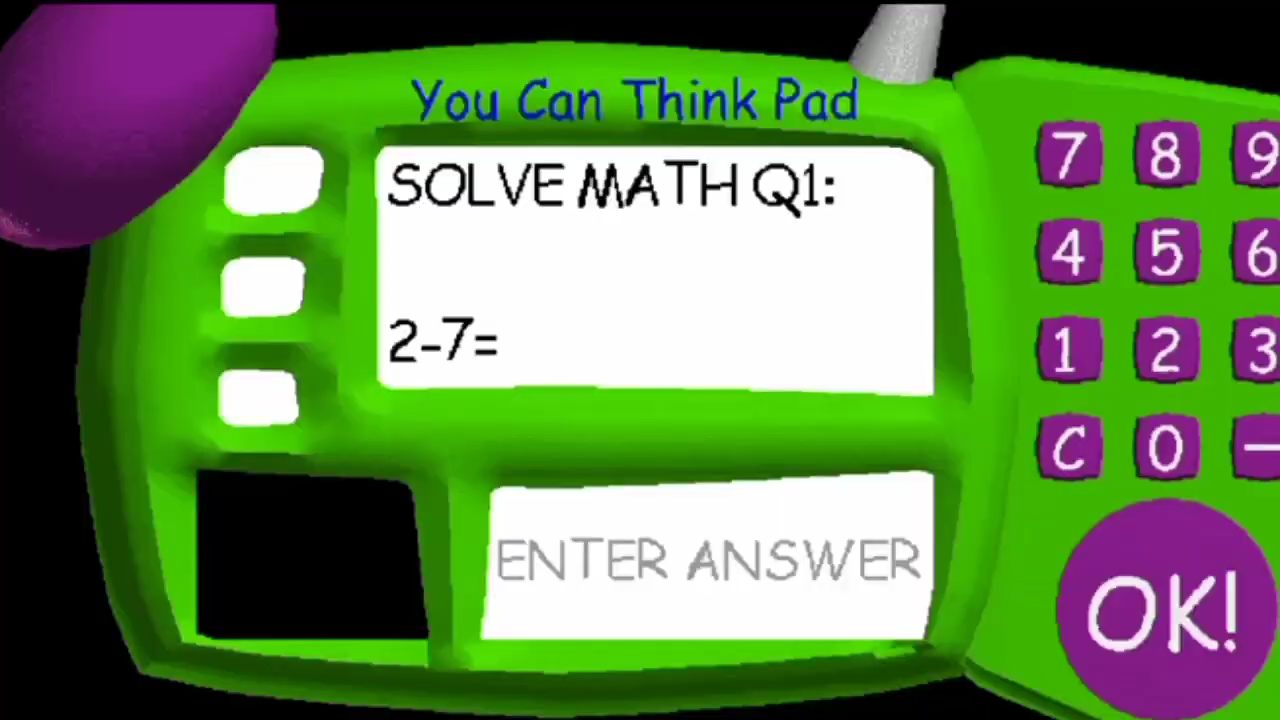 You Can Think Pad
SOLVE MATH Q1:
2-7=
ENTER ANSWER
7 8 9
4 5 6
1 2 3
C 0 –
OK!